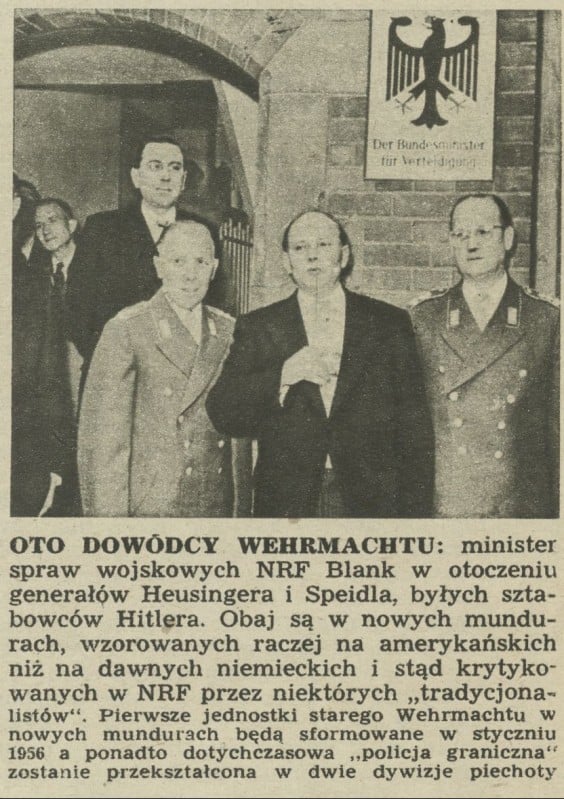 Der Bundesminister
für Verteidigung
OTO DOWÓDCY WEHRMACHTU: minister
spraw wojskowych NRF Blank w otoczeniu
generałów Heusingera i Speidla, byłych szta-
bowców Hitlera. Obaj są w nowych mundu-
rach, wzorowanych raczej na amerykańskich
niż na dawnych niemieckich i stąd krytyko-
wanych w NRF przez niektórych „tradycjona-
listów“. Pierwsze jednostki starego Wehrmachtu w
nowych mundurach będą sformowane w styczniu
1956 a ponadto dotychczasowa „policja graniczna“
zostanie przekształcona w dwie dywizje piechoty